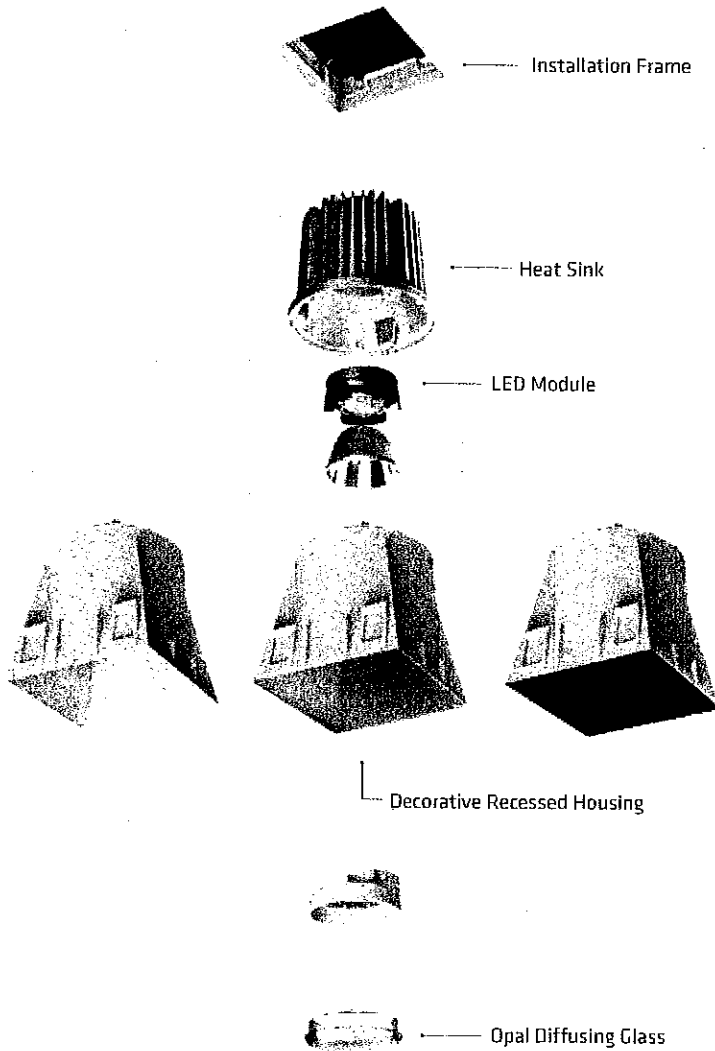 Installation Frame
Heat Sink
LED Module
Decorative Recessed Housing
Opal Diffusing Glass